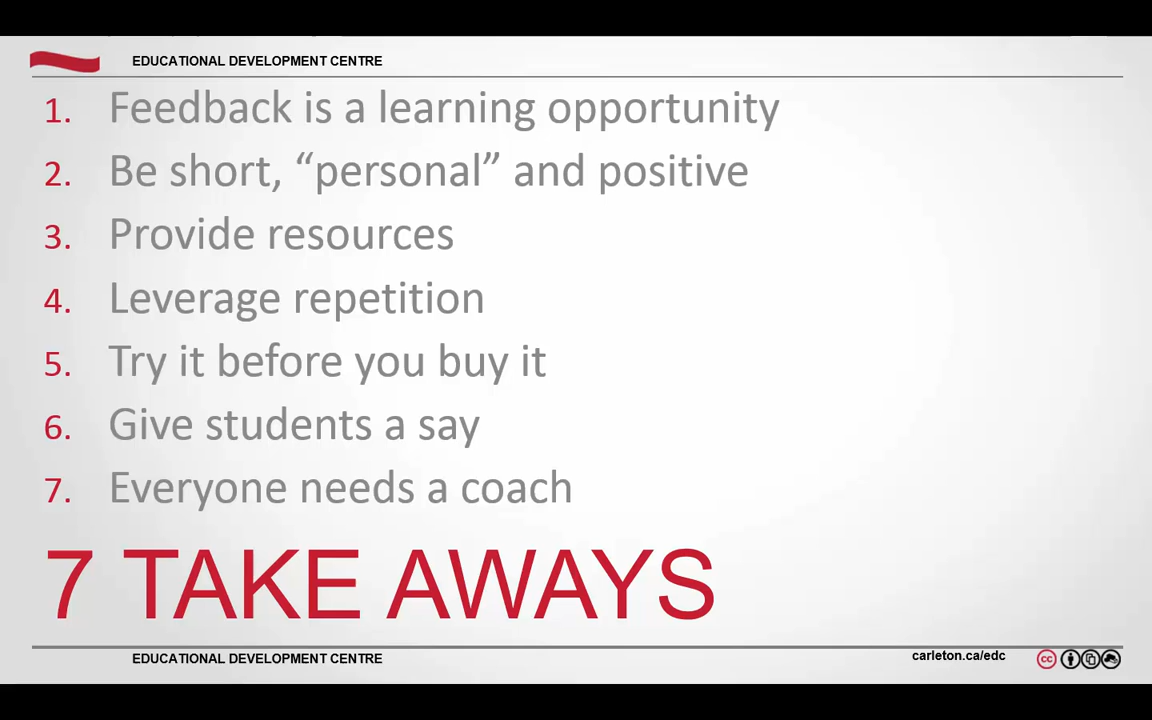 EDUCATIONAL DEVELOPMENT CENTRE
1. Feedback is a learning opportunity
2. Be short, “personal” and positive
3. Provide resources
4. Leverage repetition
5. Try it before you buy it
6. Give students a say
7. Everyone needs a coach
7 TAKE AWAYS
EDUCATIONAL DEVELOPMENT CENTRE
carleton.ca/edc
cc